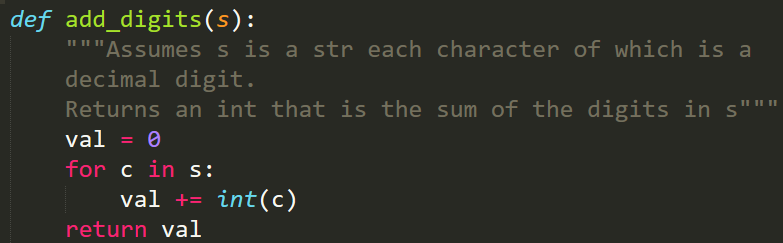 def add_digits(s):
    """Assumes s is a str each character of which is a
    decimal digit.
    Returns an int that is the sum of the digits in s"""
    val = 0
    for c in s:
        val += int(c)
    return val